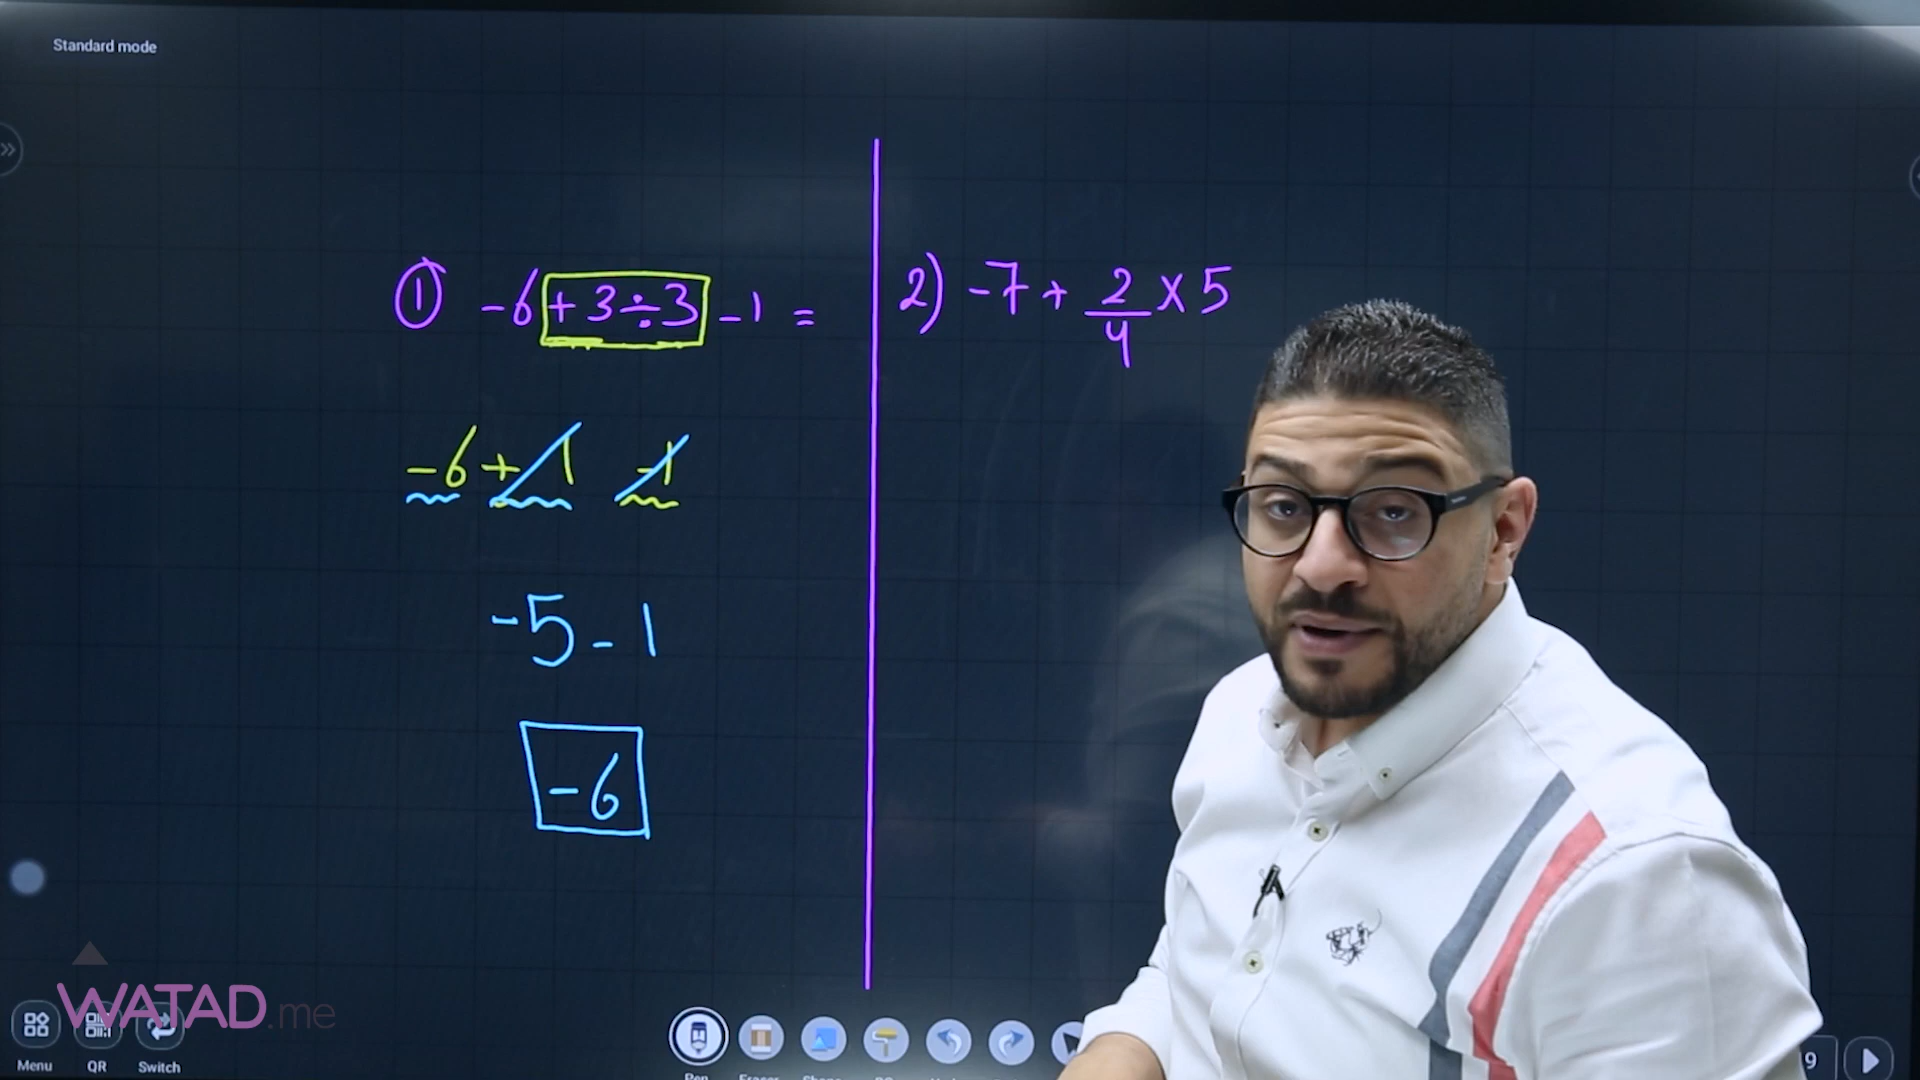 Standard mode
① -6 + 3 ÷ 3 - 1 =
-6 + 1 -1
-5 - 1
-6
2) -7 + 2/4 × 5
WATAD.me
Menu QR Switch
Pen
9